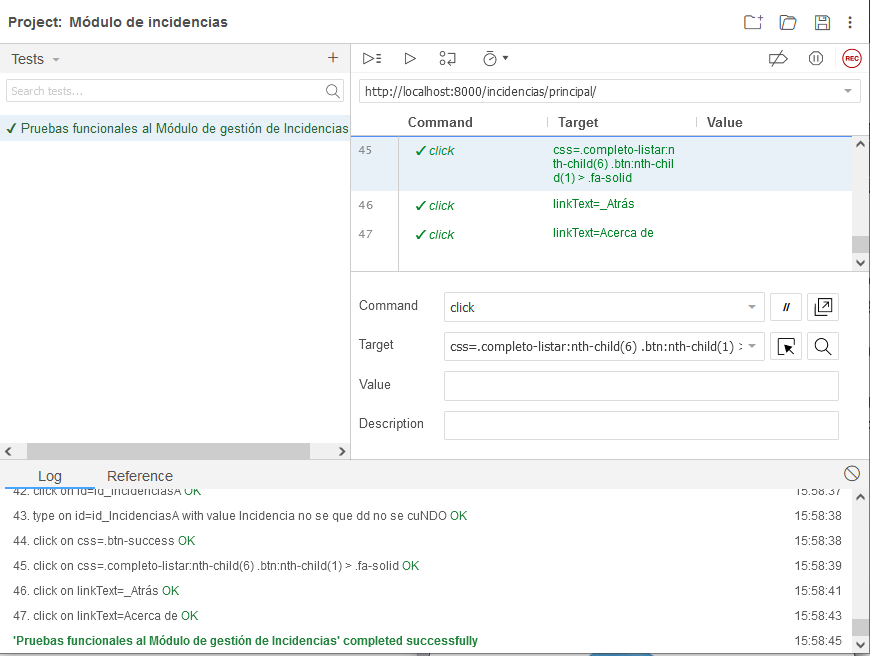 Project: Módulo de incidencias
Tests
+
Search tests...
✓ Pruebas funcionales al Módulo de gestión de Incidencias
REC
http://localhost:8000/incidencias/principal/
Command Target Value
45 ✓ click css=.completo-listar:n
th-child(6) .btn:nth-chil
d(1) > .fa-solid
46 ✓ click linkText=_Atrás
47 ✓ click linkText=Acerca de
Command click //
Target css=.completo-listar:nth-child(6) .btn:nth-child(1) >
Value
Description
Log Reference
42. click on id=id_IncidenciasA OK 15:58:37
43. type on id=id_IncidenciasA with value Incidencia no se que dd no se cuNDO OK 15:58:38
44. click on css=.btn-success OK 15:58:38
45. click on css=.completo-listar:nth-child(6) .btn:nth-child(1) > .fa-solid OK 15:58:39
46. click on linkText=_Atrás OK 15:58:41
47. click on linkText=Acerca de OK 15:58:43
'Pruebas funcionales al Módulo de gestión de Incidencias' completed successfully 15:58:45